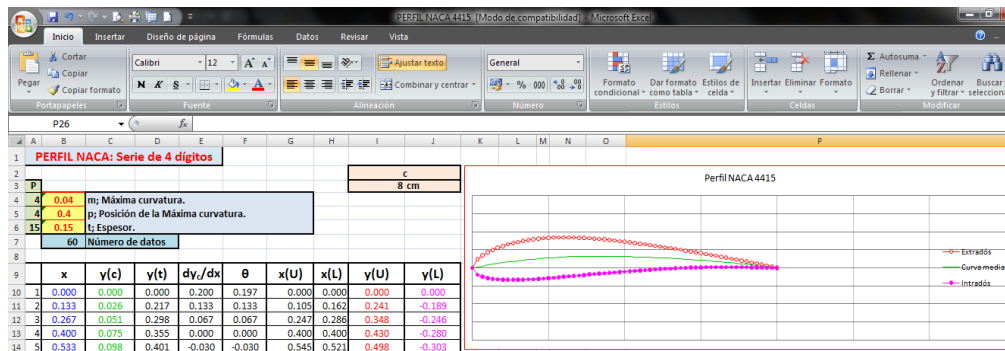 PERFIL NACA 4415 [Modo de compatibilidad] - Microsoft Excel
Inicio Insertar Diseño de página Fórmulas Datos Revisar Vista
Pegar
Cortar
Copiar
Copiar formato
Portapapeles
Calibri 12 A A
N K S A
Fuente
Ajustar texto
Combinar y centrar
Alineación
General
% 000
Número
Formato condicional
Dar formato como tabla
Estilos de celda
Estilos
Insertar Eliminar Formato
Celdas
Σ Autosuma
Rellenar
Borrar
Ordenar y filtrar
Buscar
seleccion
Modificar
P26 fx
A B C D E F G H I J K L M N O P
1 PERFIL NACA: Serie de 4 dígitos
2 c
3 P 8 cm
4 4 0.04 m; Máxima curvatura.
5 4 0.4 p; Posición de la Máxima curvatura.
6 15 0.15 t; Espesor.
7 60 Número de datos
8
9 x y(c) y(t) dyc/dx θ x(U) x(L) y(U) y(L)
10 1 0.000 0.000 0.000 0.200 0.197 0.000 0.000 0.000 0.000
11 2 0.133 0.026 0.217 0.133 0.133 0.105 0.162 0.241 -0.189
12 3 0.267 0.051 0.298 0.067 0.067 0.247 0.286 0.348 -0.246
13 4 0.400 0.075 0.355 0.000 0.000 0.400 0.400 0.430 -0.280
14 5 0.533 0.098 0.401 -0.030 -0.030 0.545 0.521 0.498 -0.303
Perfil NACA 4415
Extradós
Curva media
Intradós